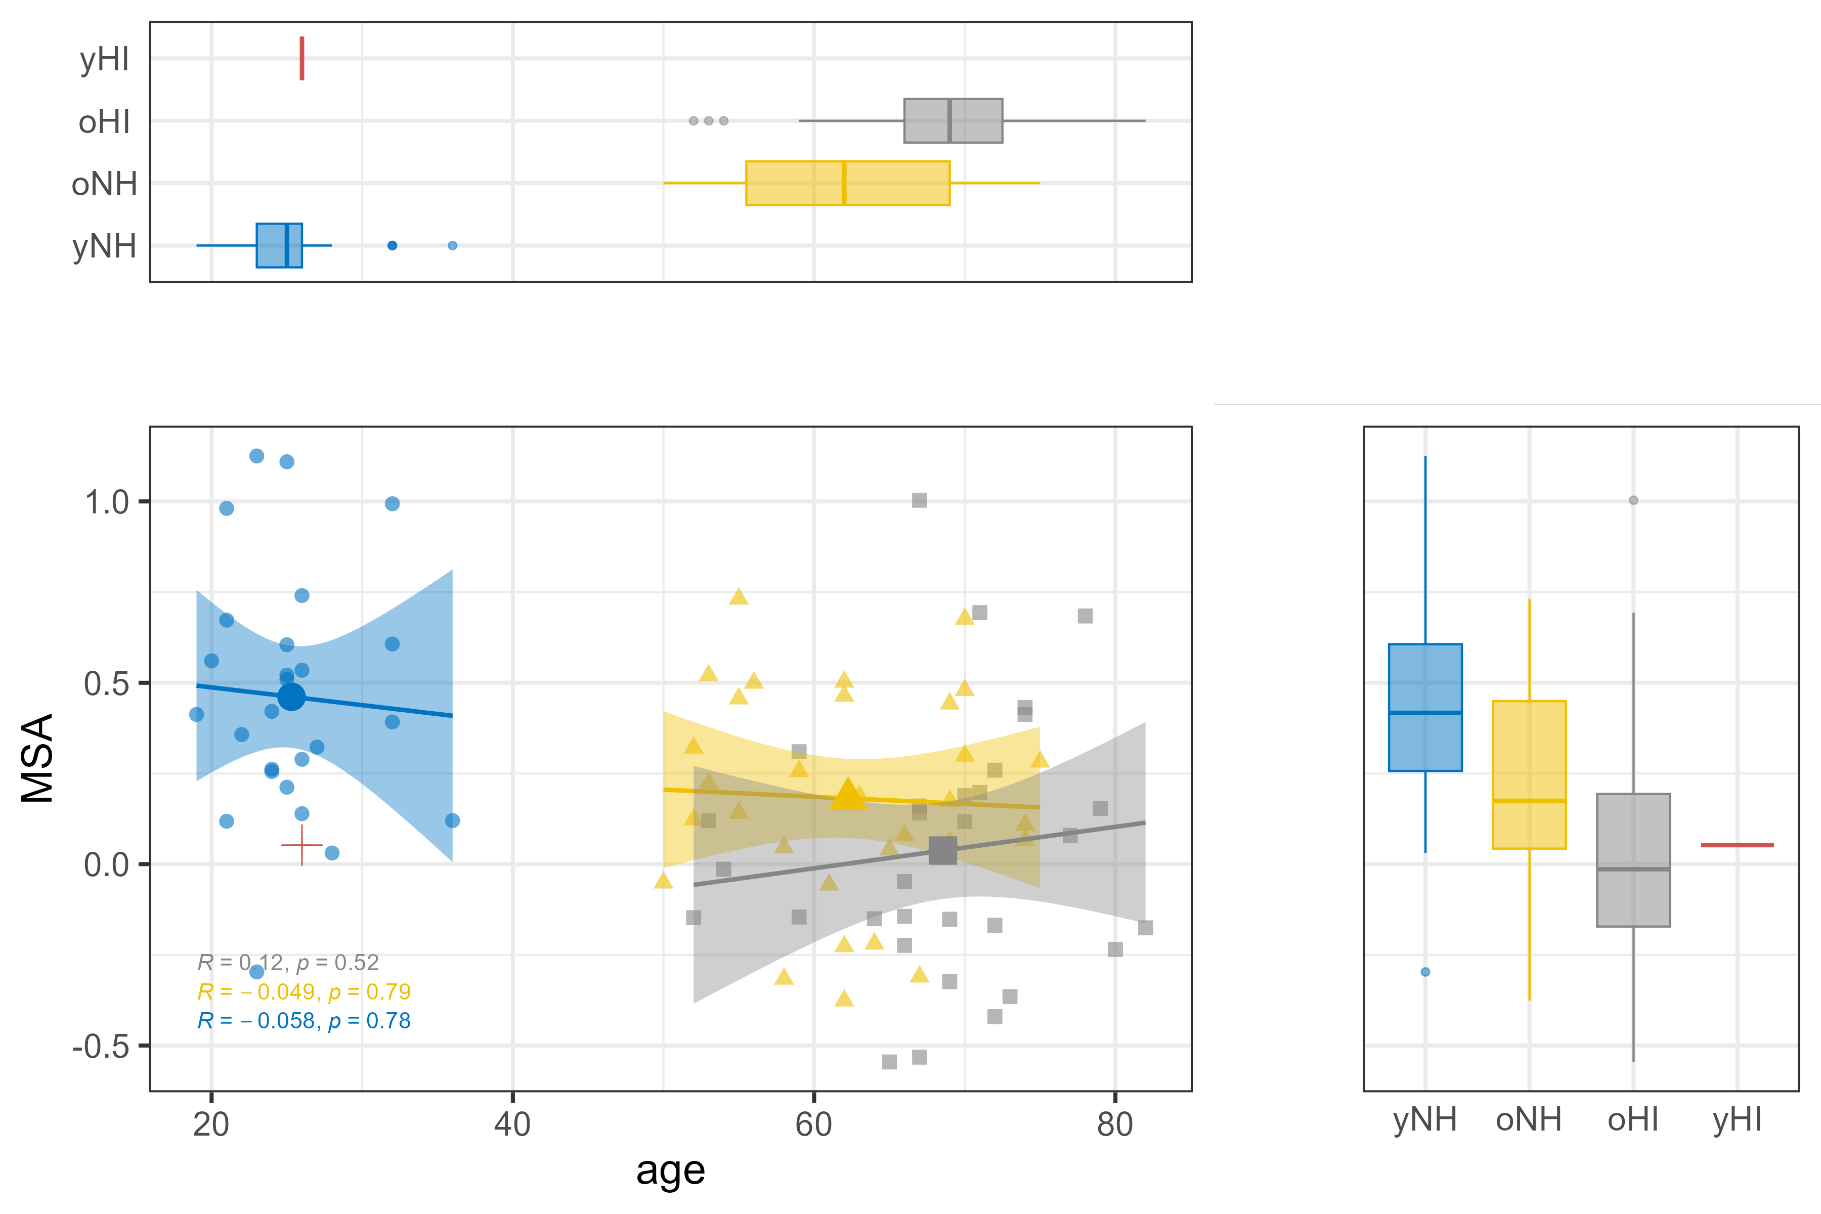 yHI
oHI
oNH
yNH
MSA
1.0
0.5
0.0
-0.5
R = 0.12, p = 0.52
R = − 0.049, p = 0.79
R = − 0.058, p = 0.78
20 40 60 80
age
yNH oNH oHI yHI